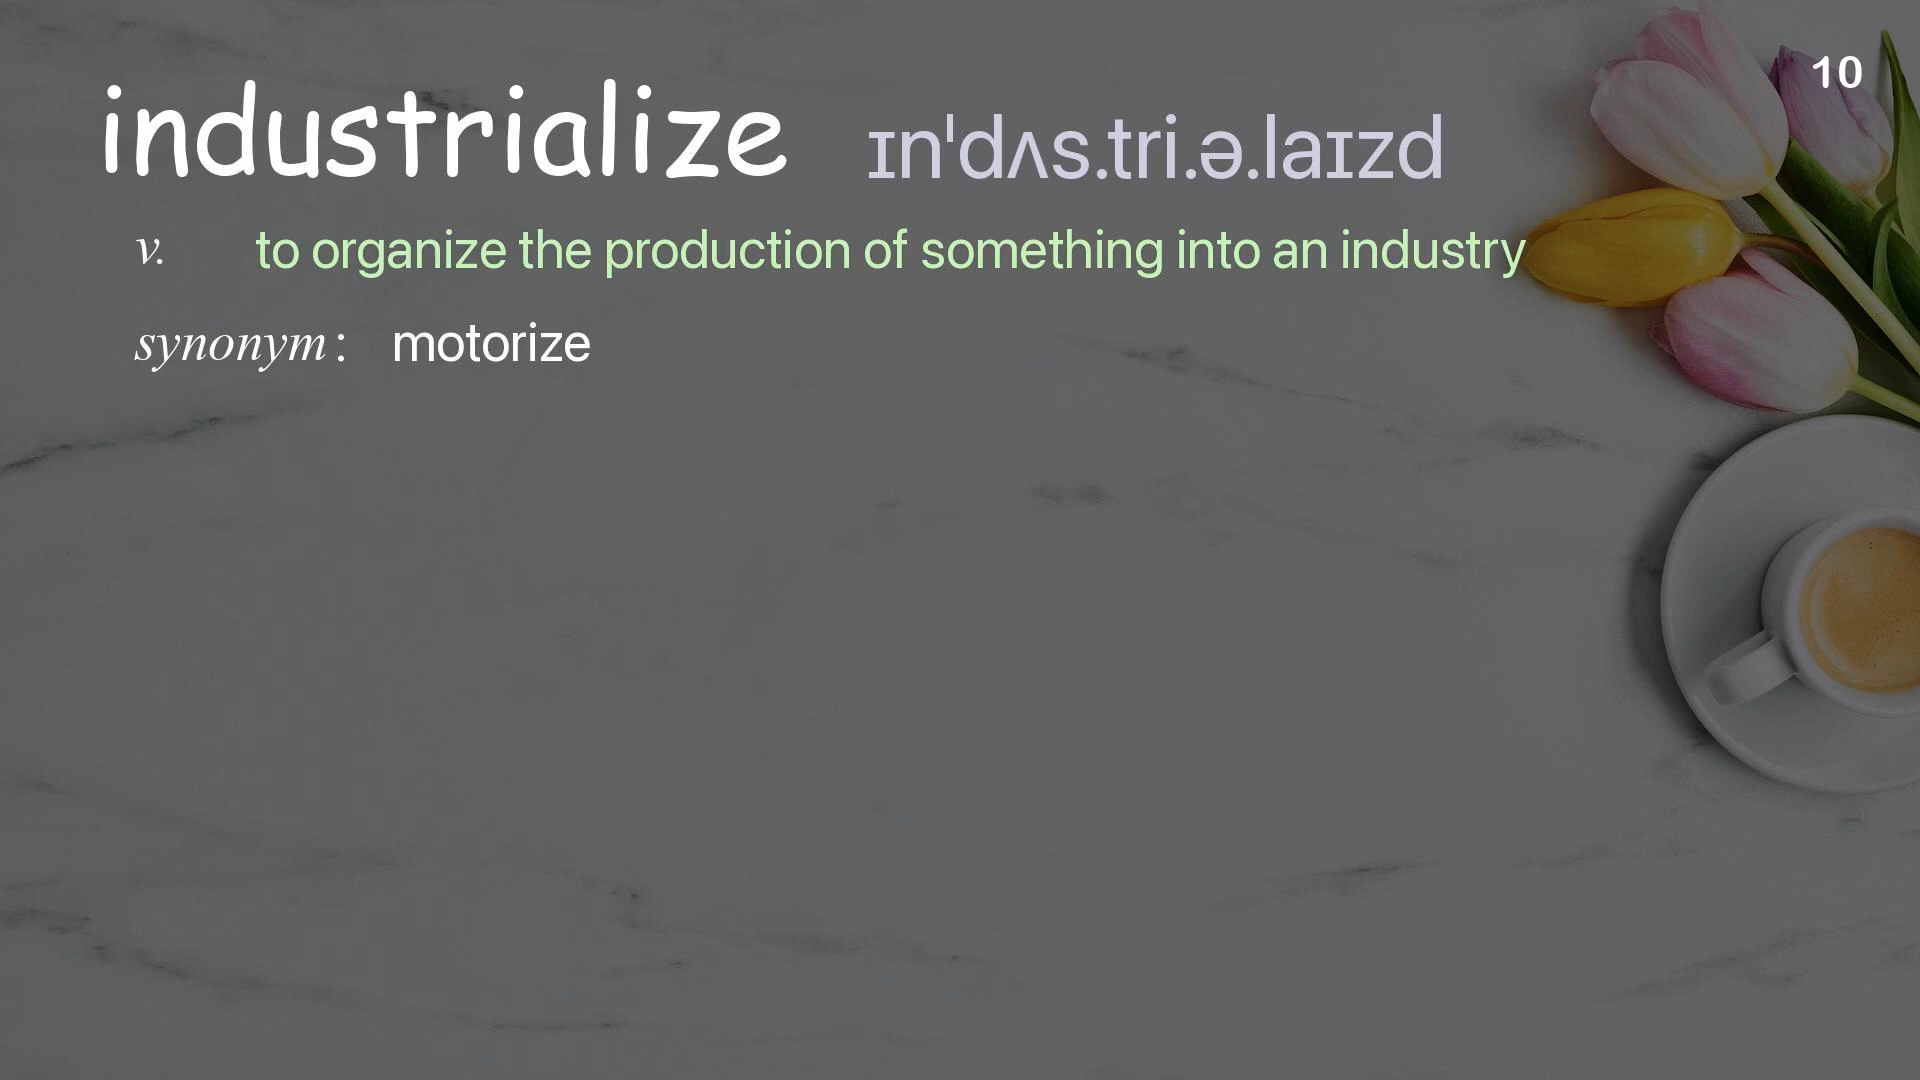 10
industrialize ɪnˈdʌs.tri.ə.laɪzd
v. to organize the production of something into an industry
synonym : motorize